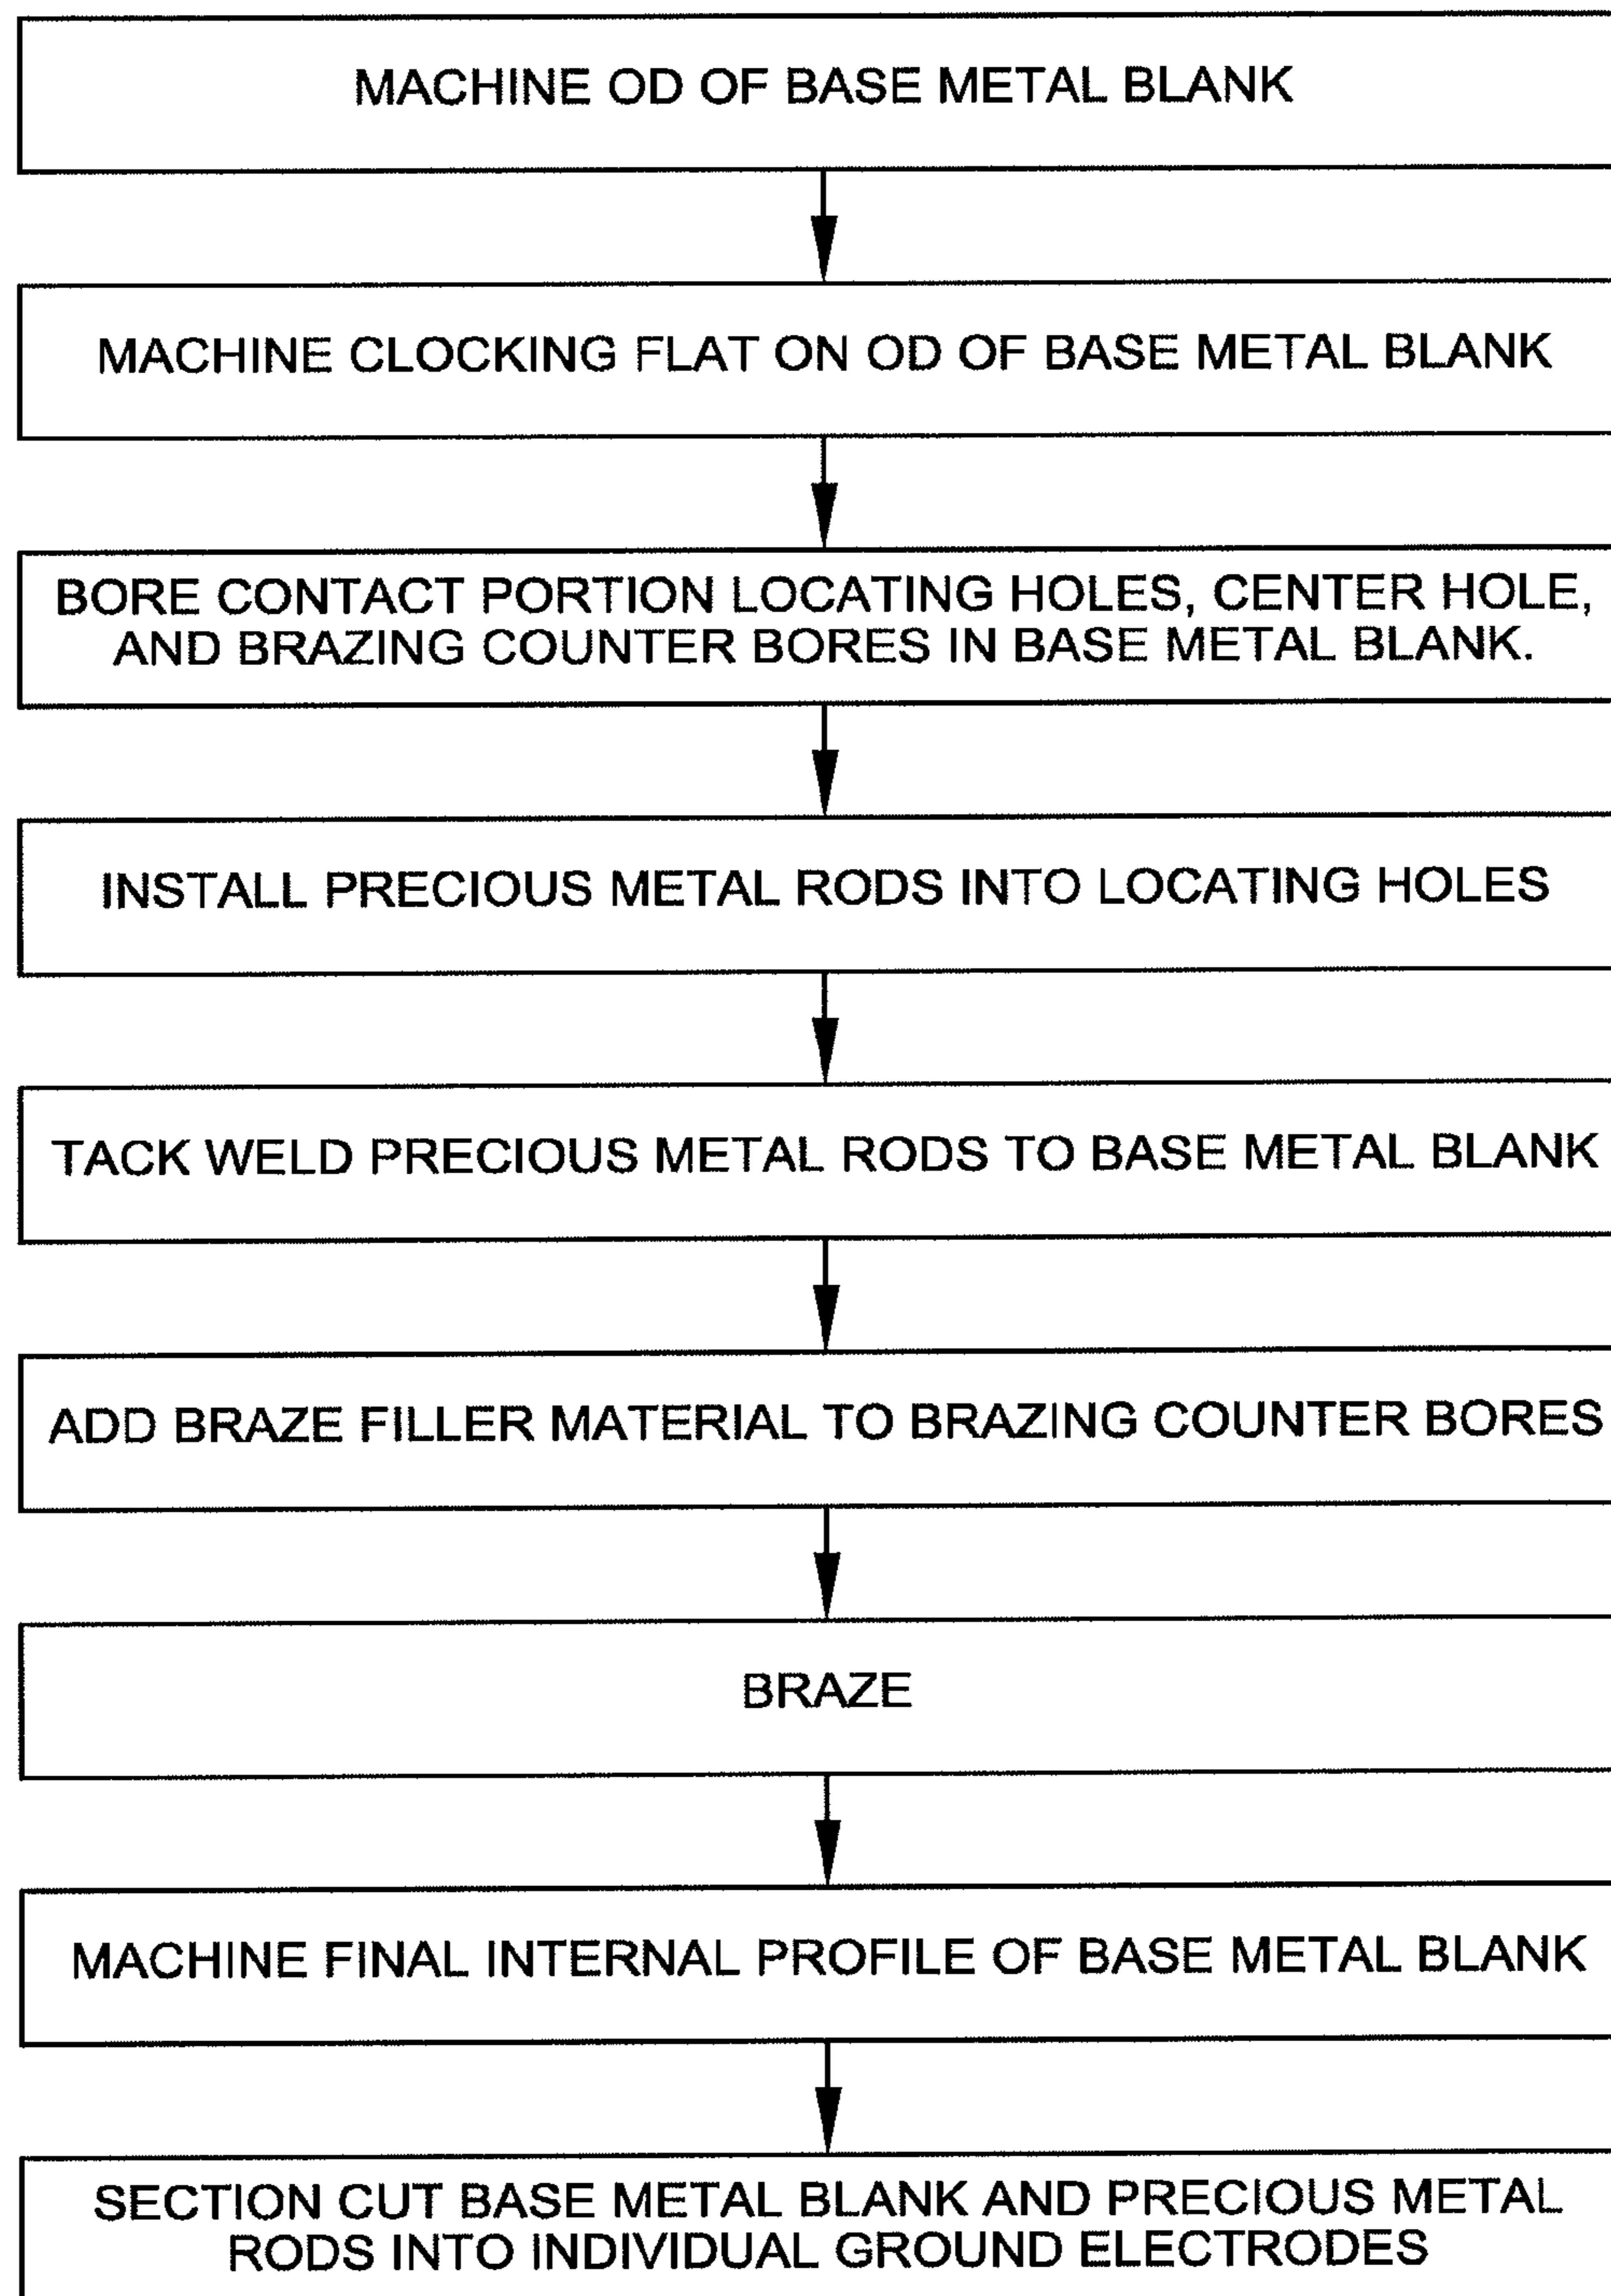 MACHINE OD OF BASE METAL BLANK
MACHINE CLOCKING FLAT ON OD OF BASE METAL BLANK
BORE CONTACT PORTION LOCATING HOLES, CENTER HOLE,
AND BRAZING COUNTER BORES IN BASE METAL BLANK.
INSTALL PRECIOUS METAL RODS INTO LOCATING HOLES
TACK WELD PRECIOUS METAL RODS TO BASE METAL BLANK
ADD BRAZE FILLER MATERIAL TO BRAZING COUNTER BORES
BRAZE
MACHINE FINAL INTERNAL PROFILE OF BASE METAL BLANK
SECTION CUT BASE METAL BLANK AND PRECIOUS METAL
RODS INTO INDIVIDUAL GROUND ELECTRODES